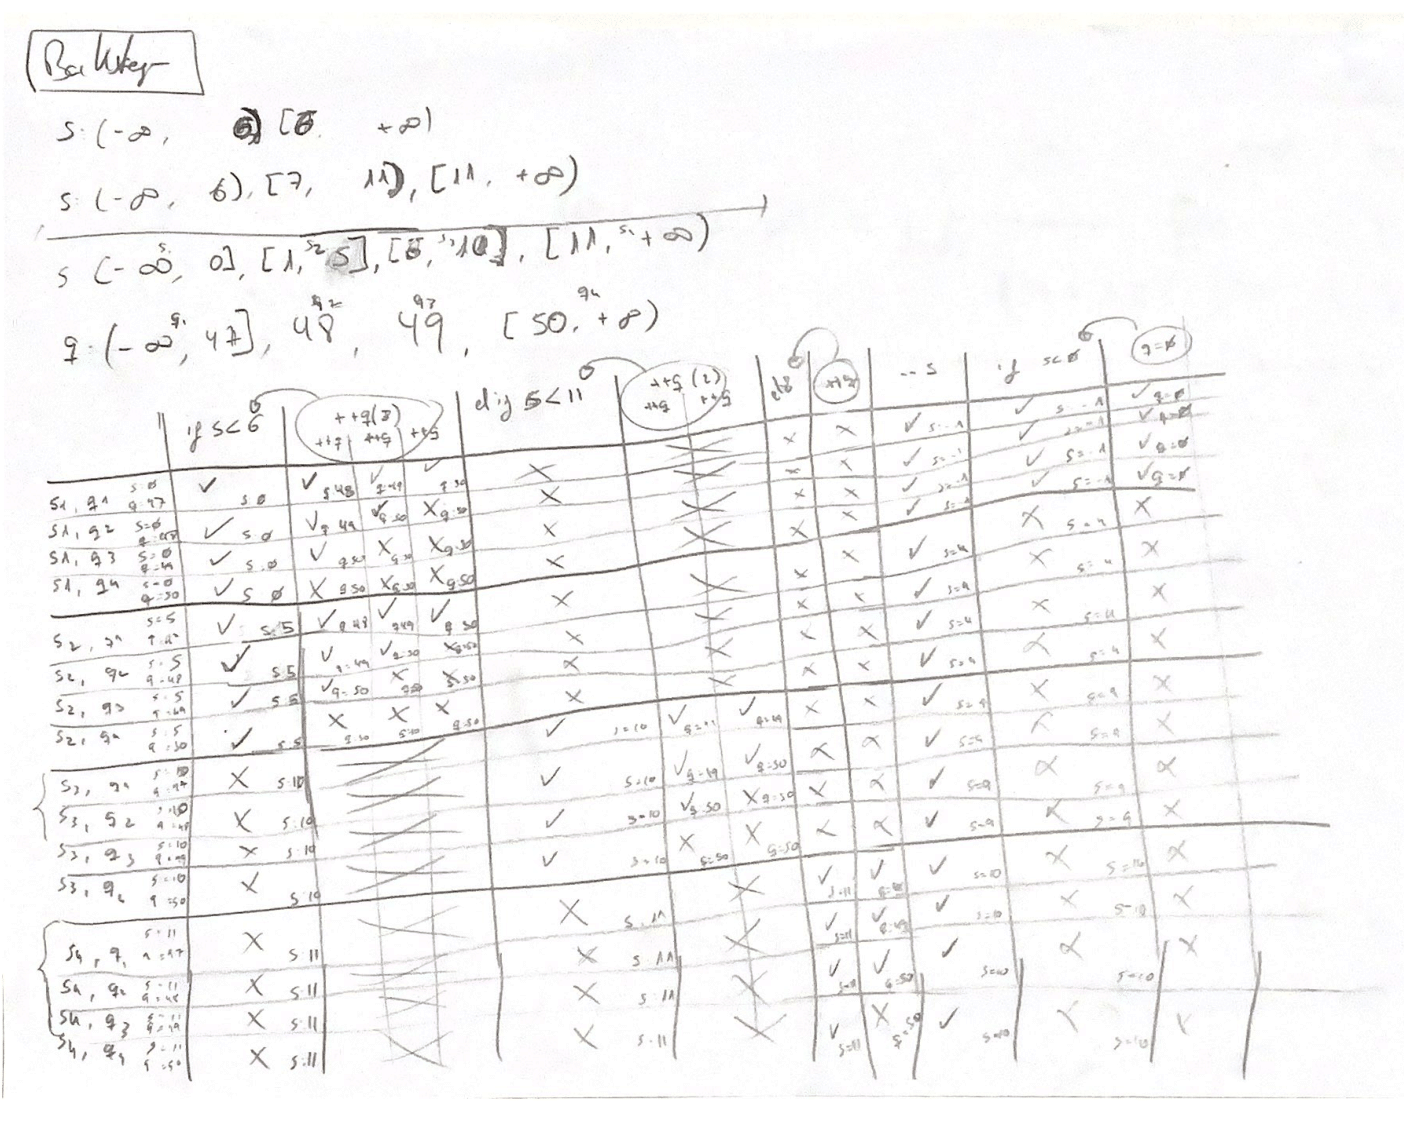 s: (-∞, 6) [6, +∞)
s (-∞, 6), [7, 11), [11, +∞)
s (-∞, 0], [1, 5], [6, 10], [11, +∞)
s1 s2 s3
q: (-∞, 47], 48, 49, [50, +∞)
q1 q2 q3 q4
if s<6 ++q(3) ++q ++q ++q elif s<11 ++q(2) ++q ++q else ++q --s if s<0 q=0
s1, q1 s=0 q=47 ✓ s=0 ✓ q=48 ✓ q=49 ✓ q=50 X X X X ✓ s=-1 ✓ s=-1 ✓ q=0
s1, q2 s=0 q=48 ✓ s=0 ✓ q=49 ✓ q=50 X q=50 X X X X ✓ s=-1 ✓ s=-1 ✓ q=0
s1, q3 s=0 q=49 ✓ s=0 ✓ q=50 X q=50 X q=50 X X X X ✓ s=-1 ✓ s=-1 ✓ q=0
s1, q4 s=0 q=50 ✓ s=0 X q=50 X q=50 X q=50 X X X X ✓ s=-1 ✓ s=-1 ✓ q=0
s2, q1 s=5 q=47 ✓ s=5 ✓ q=48 ✓ q=49 ✓ q=50 X X X X ✓ s=4 X s=4 X
s2, q2 s=5 q=48 ✓ s=5 ✓ q=49 ✓ q=50 X q=50 X X X X ✓ s=4 X s=4 X
s2, q3 s=5 q=49 ✓ s=5 ✓ q=50 X q=50 X q=50 X X X X ✓ s=4 X s=4 X
s2, q4 s=5 q=50 ✓ s=5 X q=50 X q=50 X q=50 X X X X ✓ s=4 X s=4 X
s3, q1 s=10 q=47 X s=10 ✓ s=10 ✓ ✓ q=49 X X ✓ s=9 X s=9 X
s3, q2 s=10 q=48 X s=10 ✓ s=10 ✓ q=49 ✓ q=50 X X ✓ s=9 X s=9 X
s3, q3 s=10 q=49 X s=10 ✓ s=10 ✓ q=50 X q=50 X X ✓ s=9 X s=9 X
s3, s=10 q=50 X s=10 ✓ s=10 X q=50 X q=50 X X ✓ s=9 X s=9 X
s4, q1 s=11 q=47 X s=11 X s=11 X ✓ s=11 ✓ q=48 ✓ s=10 X s=10 X
s4, q2 s=11 q=48 X s=11 X s=11 X ✓ s=11 ✓ q=49 ✓ s=10 X s=10 X
s4, q3 s=11 q=49 X s=11 X s=11 X ✓ s=11 ✓ q=50 ✓ s=10 X s=10 X
s4, q4 s=11 q=50 X s=11 X s=11 X ✓ s=11 X q=50 ✓ s=10 X s=10 X